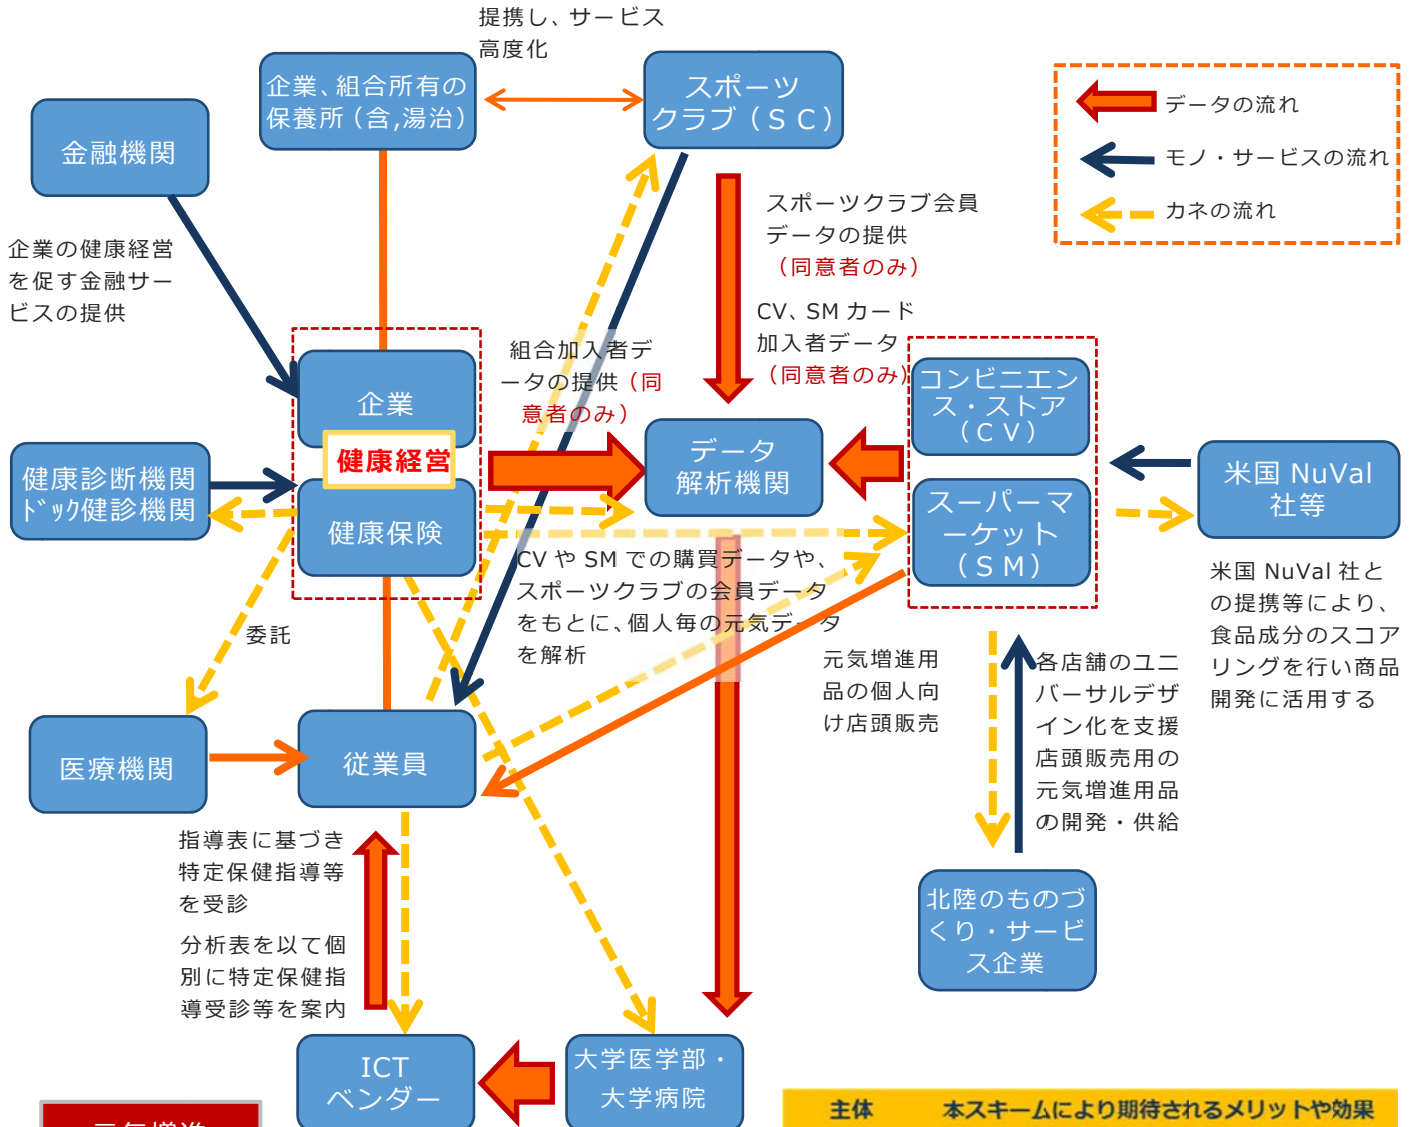 提携し、サービス
高度化
企業、組合所有の
保養所（含,湯治）
スポーツ
クラブ（ＳＣ）
金融機関
データの流れ
モノ・サービスの流れ
カネの流れ
企業の健康経営
を促す金融サー
ビスの提供
スポーツクラブ会員
データの提供
（同意者のみ）
CV、SMカード
加入者データ
（同意者のみ）
組合加入者デ
ータの提供（同
意者のみ）
企業
健康経営
健康保険
データ
解析機関
コンビニエン
ス・ストア
（ＣＶ）
スーパーマ
ーケット
（ＳＭ）
米国 NuVal
社等
健康診断機関
ドック健診機関
CV や SM での購買データや、
スポーツクラブの会員データ
をもとに、個人毎の元気データ
を解析
米国 NuVal 社と
の提携等により、
食品成分のスコア
リングを行い商品
開発に活用する
委託
元気増進用
品の個人向
け店頭販売
各店舗のユニ
バーサルデザ
イン化を支援
店頭販売用の
元気増進用品
の開発・供給
医療機関
従業員
指導表に基づき
特定保健指導等
を受診
分析表を以て個
別に特定保健指
導受診等を案内
北陸のものづ
くり・サービ
ス企業
ICT
ベンダー
大学医学部・
大学病院
元気増進
主体 本スキームにより期待されるメリットや効果